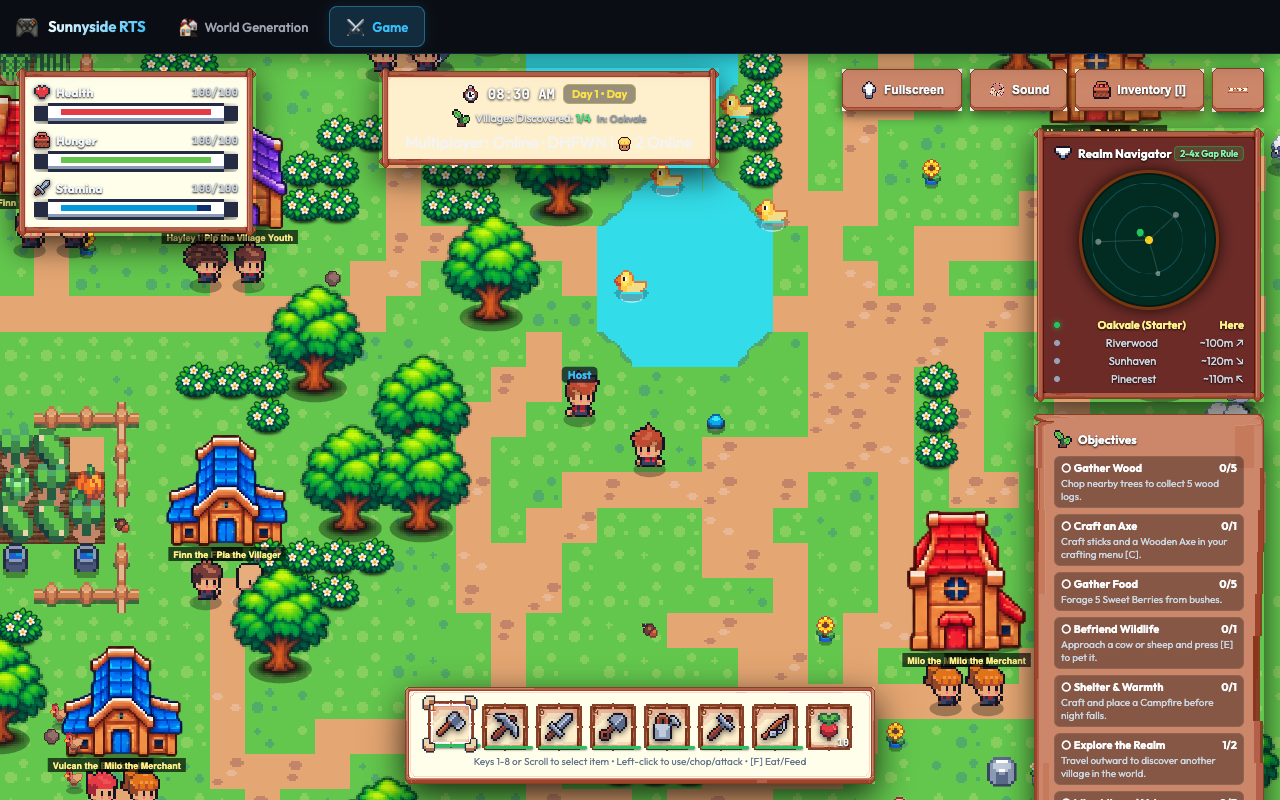 Sunnyside RTS
World Generation
Game
Health 100/100
Hunger 100/100
Stamina 100/100
08:30 AM Day 1 • Day
Villages Discovered: 1/4 In: Oakvale
Multiplayer: Online
Online
Fullscreen
Sound
Inventory [I]
Realm Navigator 2-4x Gap Rule
Oakvale (Starter) Here
Riverwood ~100m ↗
Sunhaven ~120m ↘
Pinecrest ~110m ↖
Objectives
Gather Wood 0/5
Chop nearby trees to collect 5 wood
logs.
Craft an Axe 0/1
Craft sticks and a Wooden Axe in your
crafting menu [C].
Gather Food 0/5
Forage 5 Sweet Berries from bushes.
Befriend Wildlife 0/1
Approach a cow or sheep and press [E]
to pet it.
Shelter & Warmth 0/1
Craft and place a Campfire before
night falls.
Explore the Realm 1/2
Travel outward to discover another
village in the world.
Finn
Hayley Pip the Village Youth
Host
Finn the Pia the Villager
Milo the Milo the Merchant
Vulcan the Milo the Merchant
10
Keys 1-8 or Scroll to select item • Left-click to use/chop/attack • [F] Eat/Feed